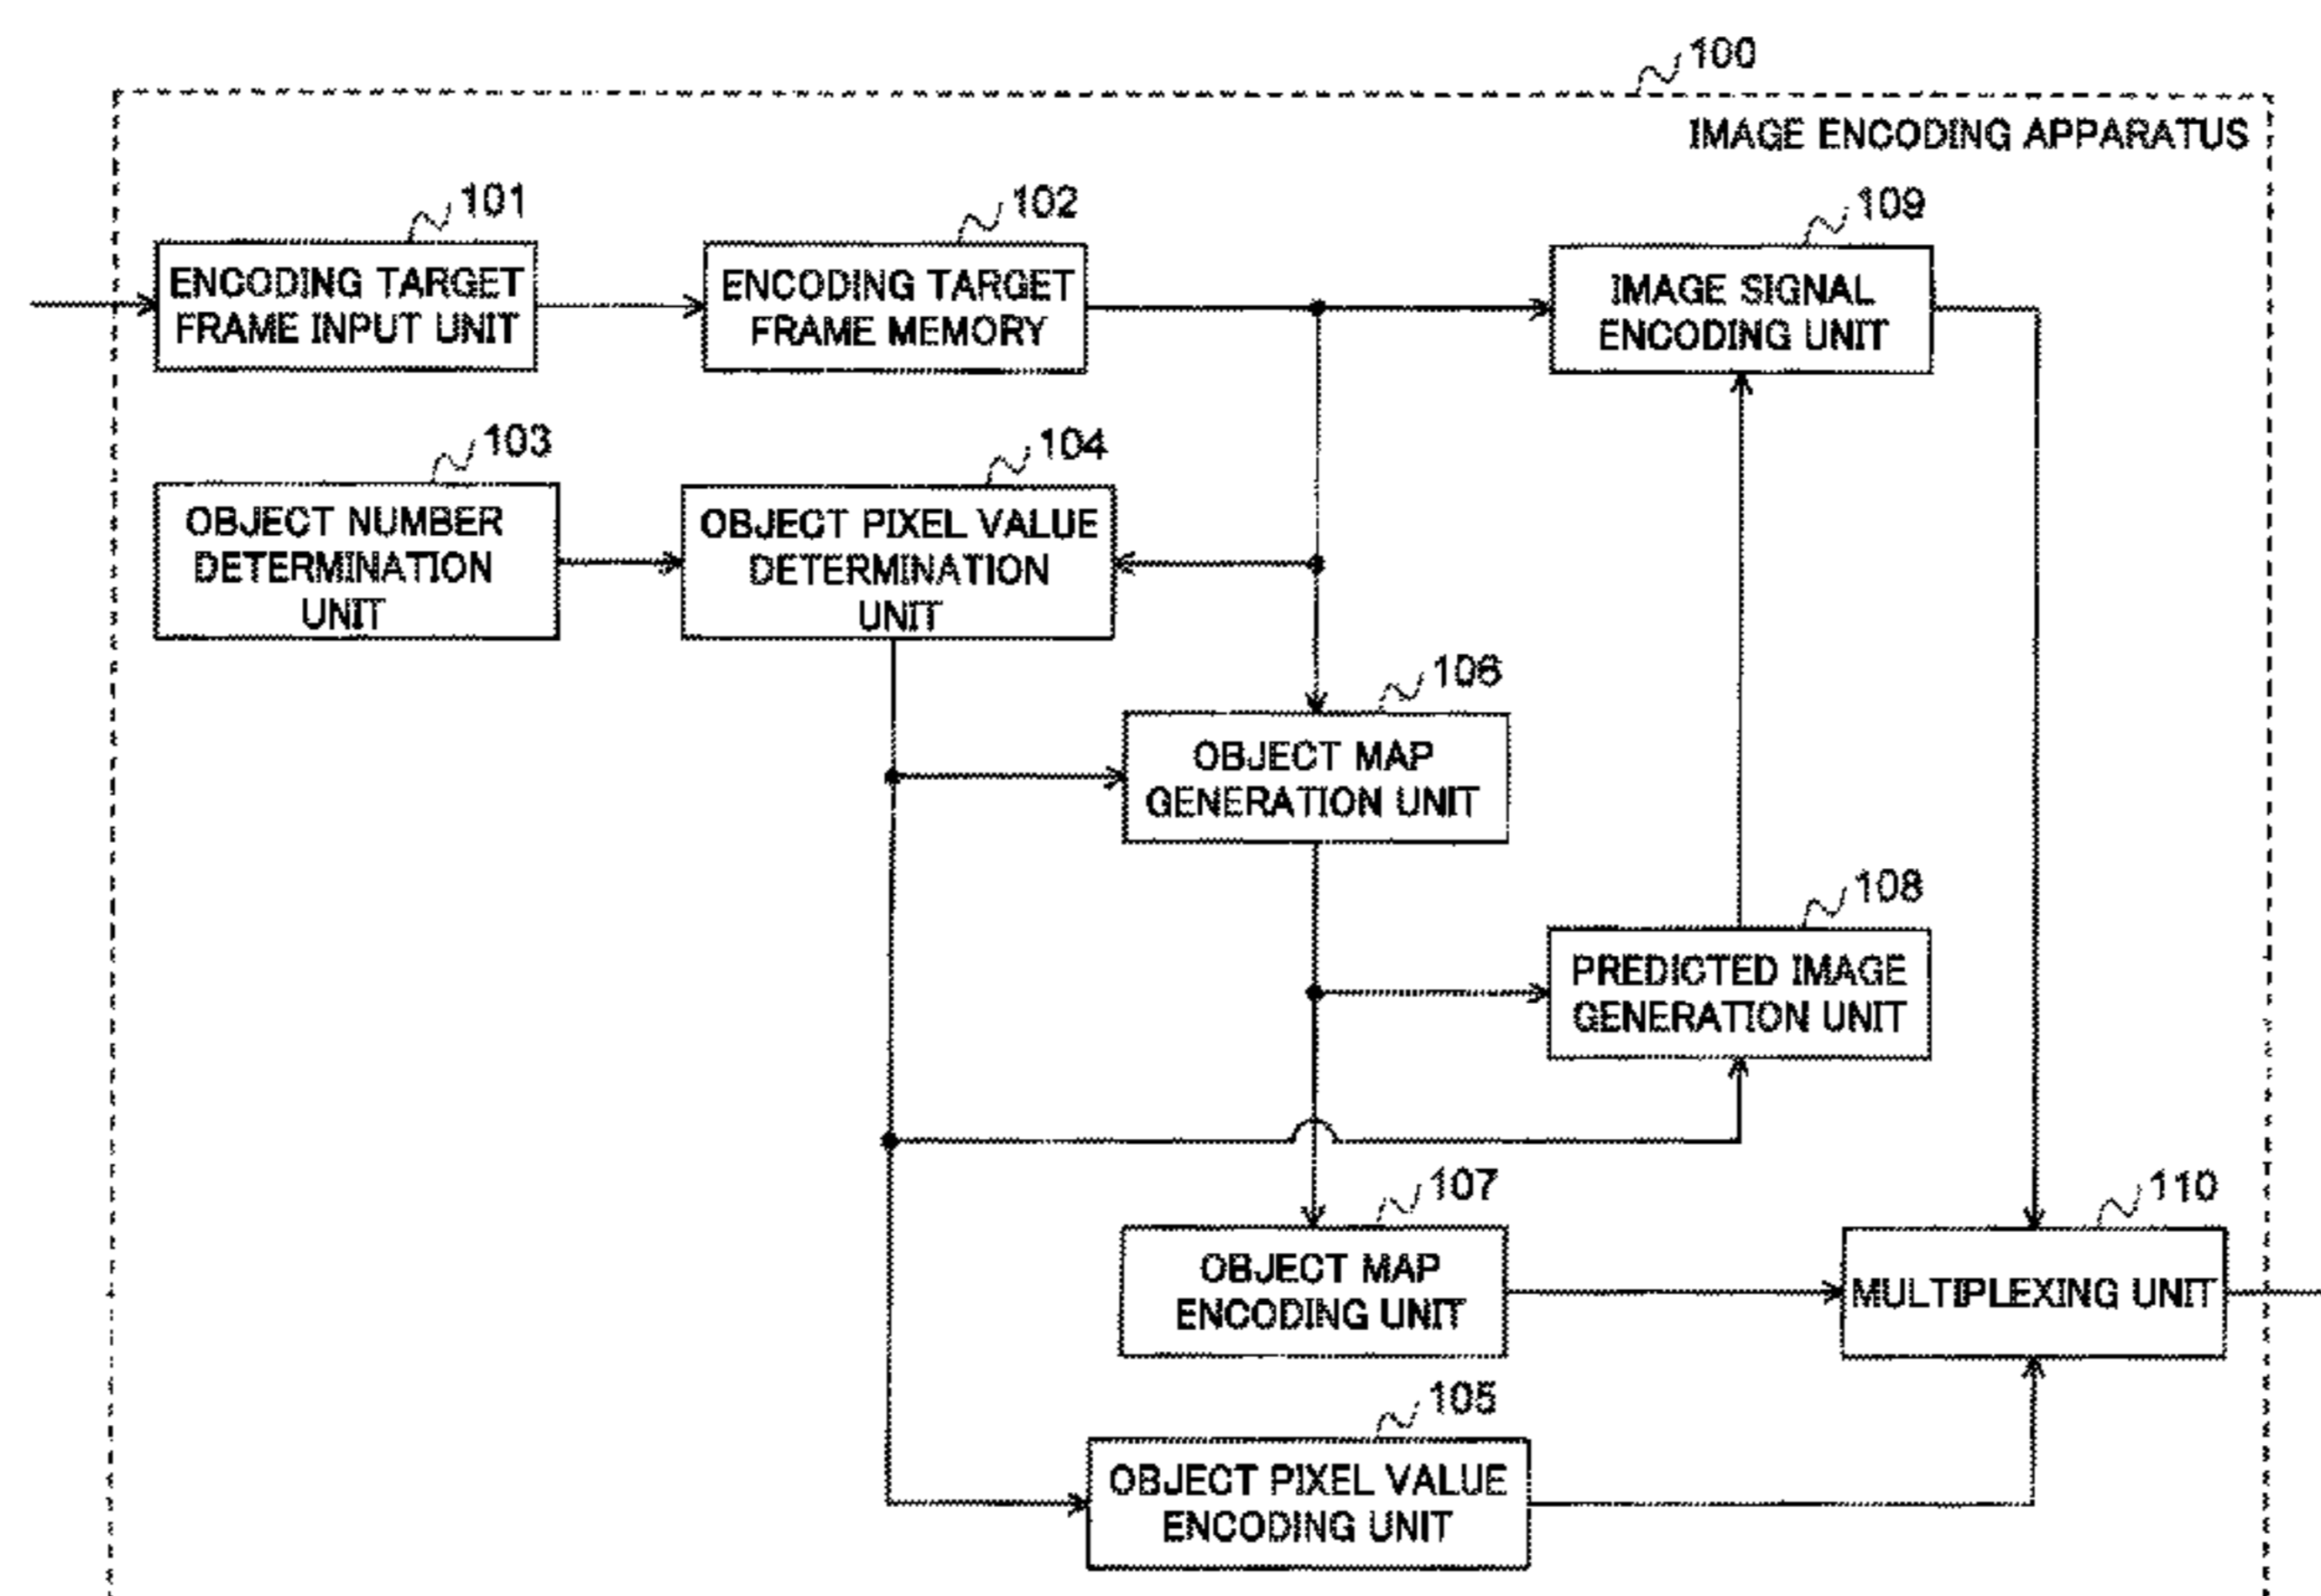 100
IMAGE ENCODING APPARATUS
101
ENCODING TARGET
FRAME INPUT UNIT
102
ENCODING TARGET
FRAME MEMORY
109
IMAGE SIGNAL
ENCODING UNIT
103
OBJECT NUMBER
DETERMINATION
UNIT
104
OBJECT PIXEL VALUE
DETERMINATION
UNIT
106
OBJECT MAP
GENERATION UNIT
108
PREDICTED IMAGE
GENERATION UNIT
107
OBJECT MAP
ENCODING UNIT
110
MULTIPLEXING UNIT
105
OBJECT PIXEL VALUE
ENCODING UNIT